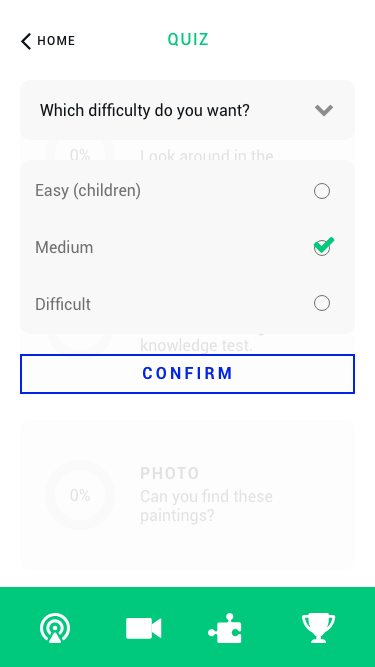 HOME
QUIZ
Which difficulty do you want?
0%
Look around in the
Easy (children)
Medium
Difficult
knowledge test.
CONFIRM
PHOTO
0%
Can you find these
paintings?